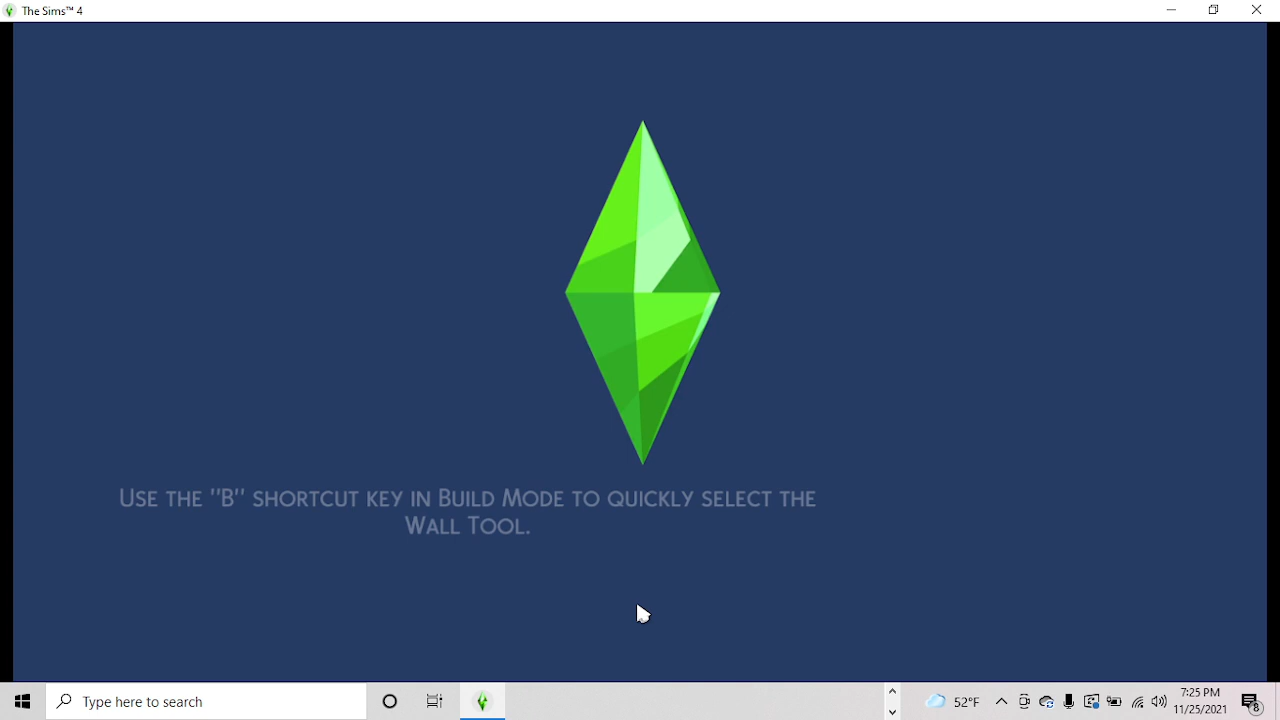 The Sims™ 4
USE THE "B" SHORTCUT KEY IN BUILD MODE TO QUICKLY SELECT THE
WALL TOOL.
Type here to search
52°F
7:25 PM
11/25/2021
8